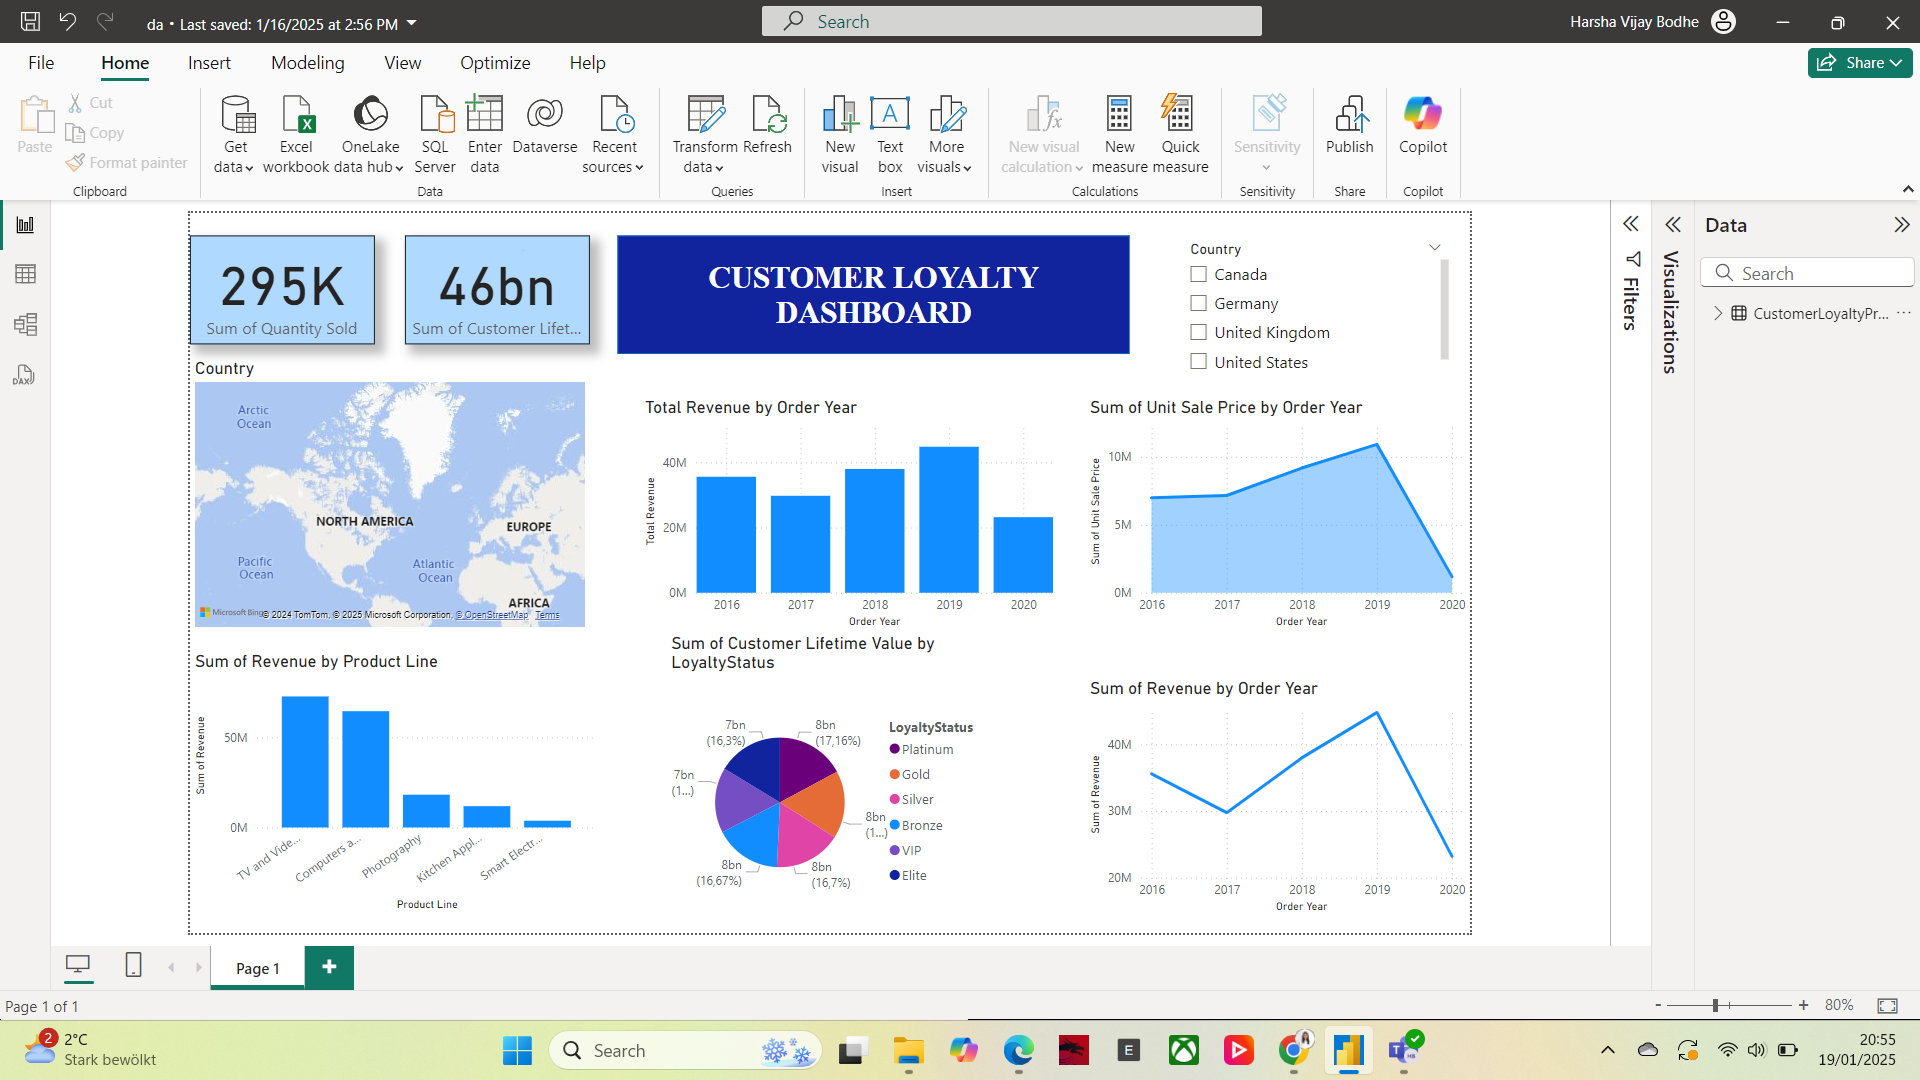 da • Last saved: 1/16/2025 at 2:56 PM
Search
Harsha Vijay Bodhe
File
Home
Insert
Modeling
View
Optimize
Help
Share
Paste
Cut
Copy
Format painter
Clipboard
Get data
Excel workbook
OneLake data hub
SQL Server
Enter data
Dataverse
Recent sources
Data
Transform data
Refresh
Queries
New visual
Text box
More visuals
Insert
New visual calculation
New measure
Quick measure
Calculations
Sensitivity
Sensitivity
Publish
Share
Copilot
Copilot
295K
Sum of Quantity Sold
46bn
Sum of Customer Lifet...
CUSTOMER LOYALTY
DASHBOARD
Country
Canada
Germany
United Kingdom
United States
Filters
Visualizations
Data
Search
CustomerLoyaltyPr...
Country
Arctic
Ocean
NORTH AMERICA
EUROPE
Pacific
Ocean
Atlantic
Ocean
AFRICA
Microsoft Bing
© 2024 TomTom, © 2025 Microsoft Corporation, © OpenStreetMap Terms
Total Revenue by Order Year
Total Revenue
40M
20M
0M
2016 2017 2018 2019 2020
Order Year
Sum of Unit Sale Price by Order Year
Sum of Unit Sale Price
10M
5M
0M
2016 2017 2018 2019 2020
Order Year
Sum of Revenue by Product Line
Sum of Revenue
50M
0M
TV and Vide...
Computers a...
Photography
Kitchen Appl...
Smart Electr...
Product Line
Sum of Customer Lifetime Value by
LoyaltyStatus
7bn
(16,3%)
8bn
(17,16%)
7bn
(1...)
8bn
(1...)
8bn
(16,67%)
8bn
(16,7%)
LoyaltyStatus
Platinum
Gold
Silver
Bronze
VIP
Elite
Sum of Revenue by Order Year
Sum of Revenue
40M
30M
20M
2016 2017 2018 2019 2020
Order Year
Page 1
Page 1 of 1
80%
2
2°C
Stark bewölkt
Search
E
20:55
19/01/2025